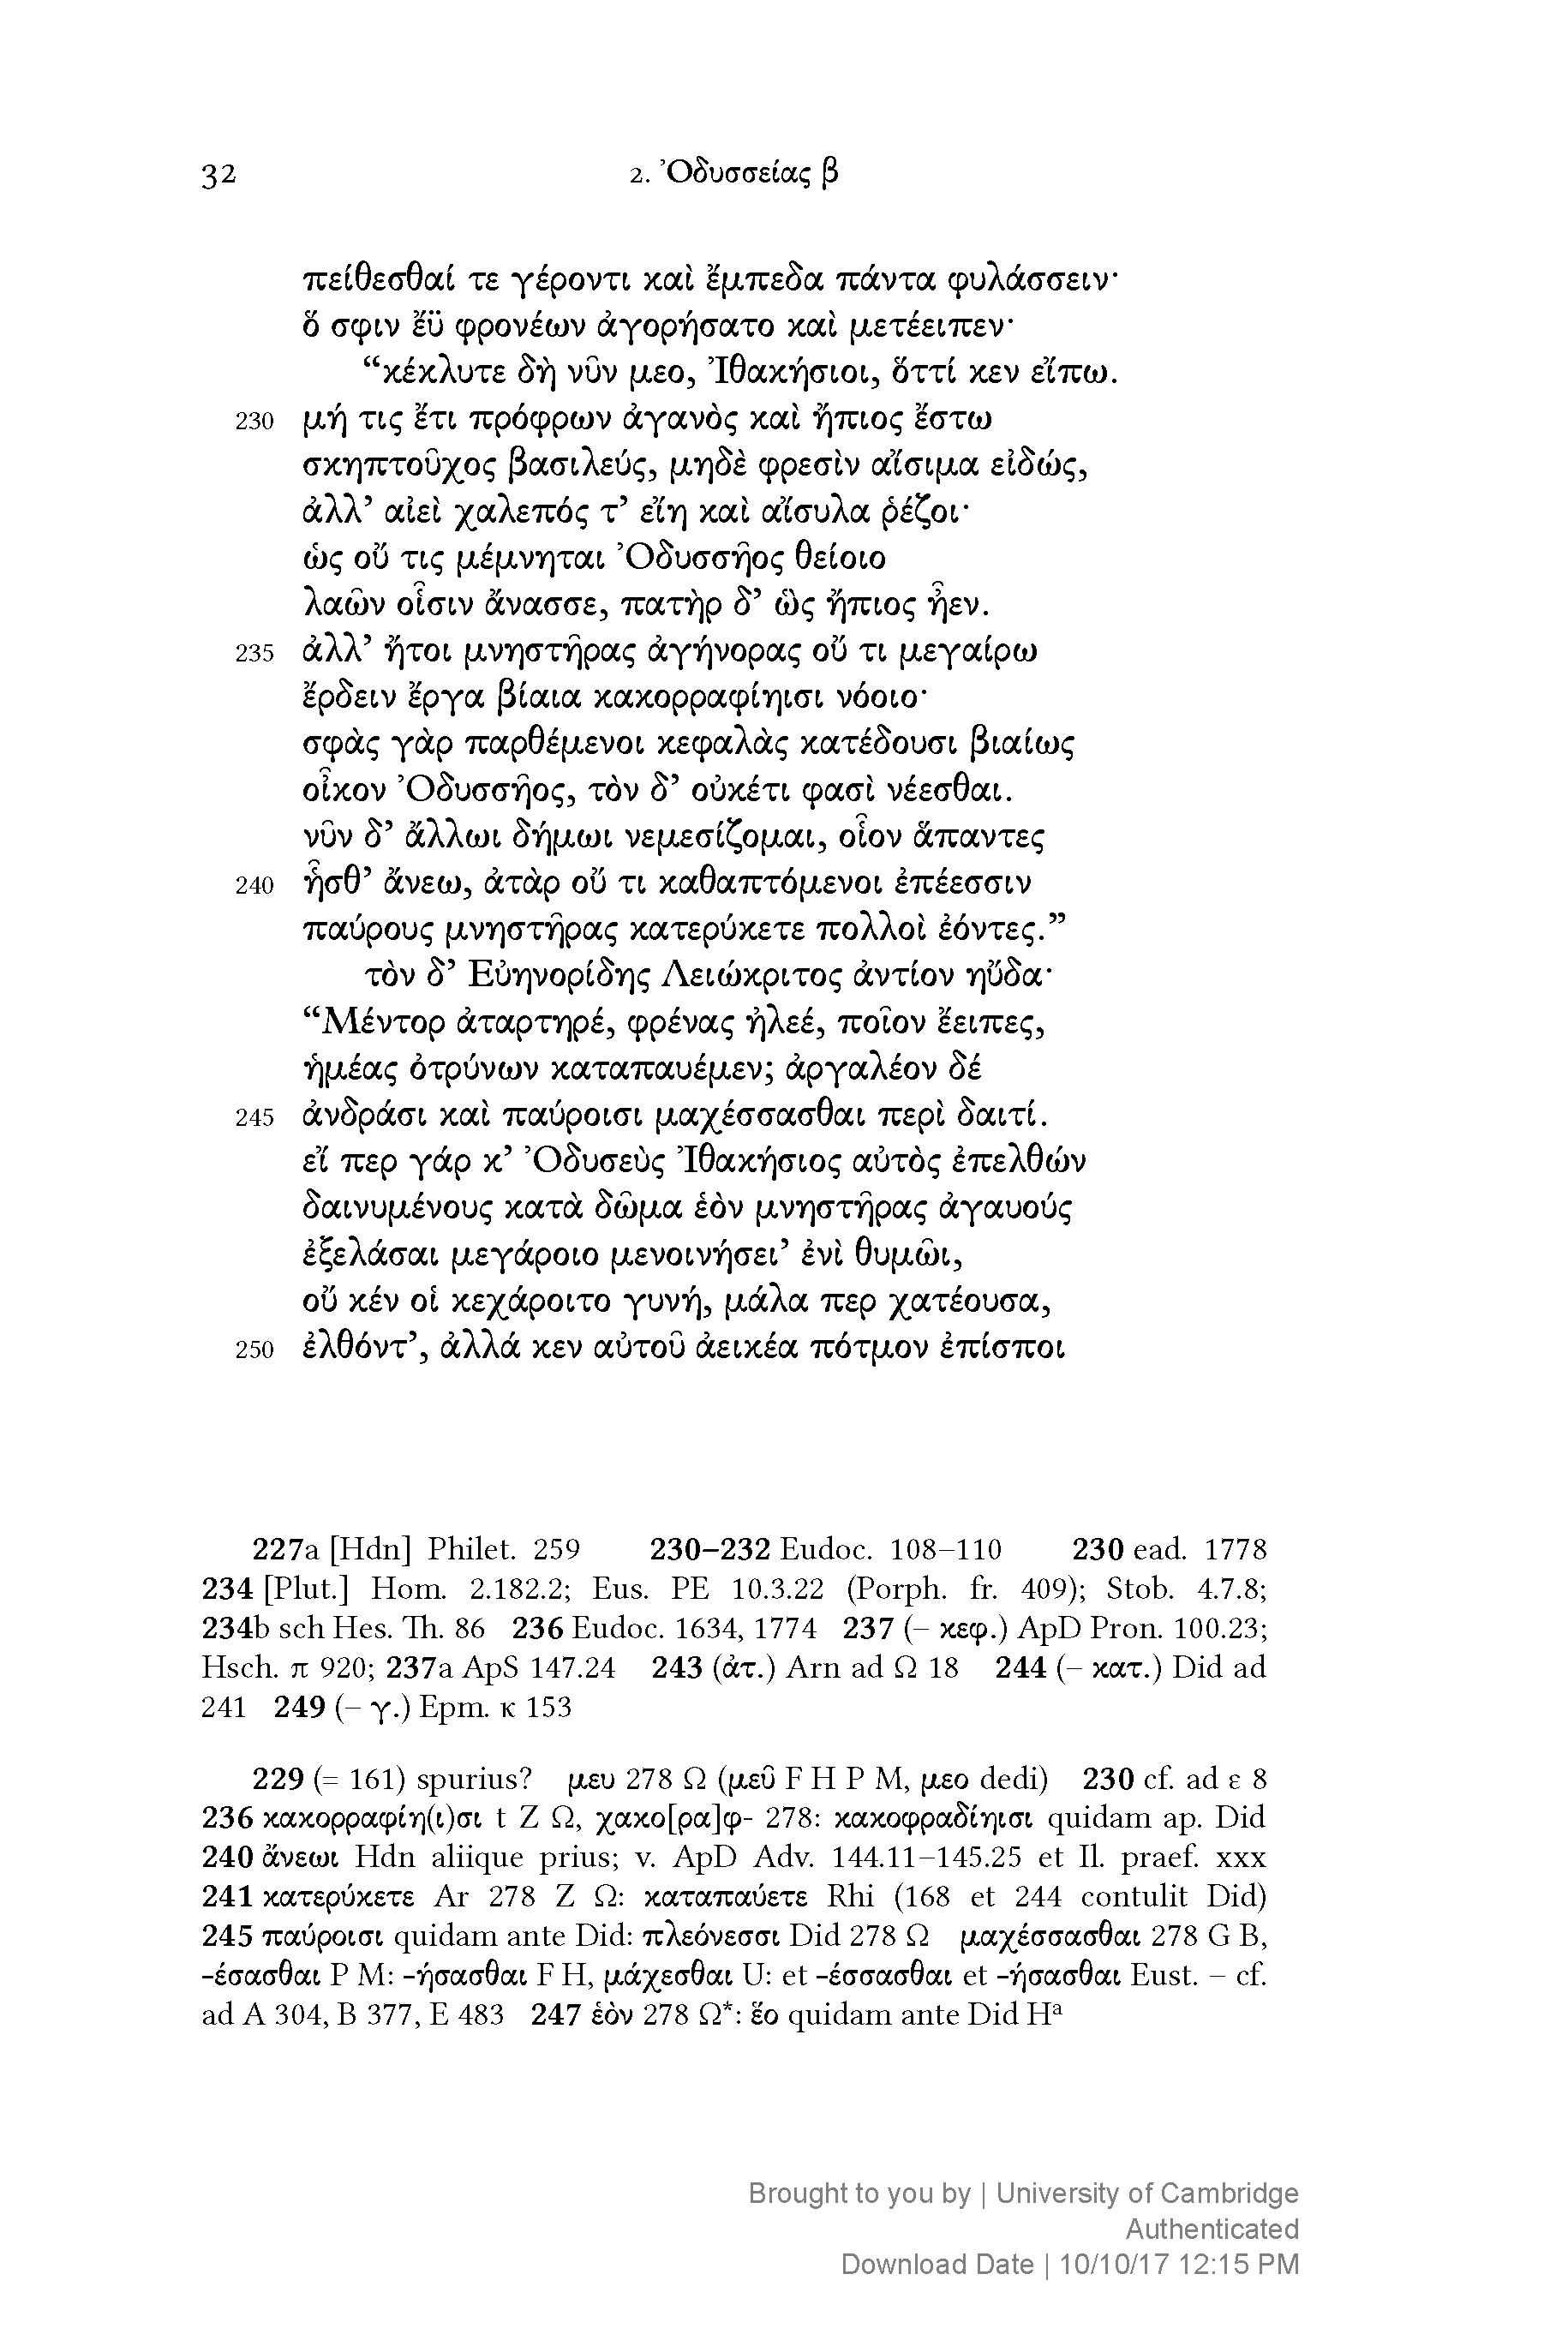 32
2. Ὀδυσσείας β
πείθεσθαί τε γέροντι καὶ ἔμπεδα πάντα φυλάσσειν·
ὅ σφιν ἔϋ φρονέων ἀγορήσατο καὶ μετέειπεν·
“κέκλυτε δὴ νῦν μεο, Ἰθακήσιοι, ὅττί κεν εἴπω.
230 μή τις ἔτι πρόφρων ἀγανὸς καὶ ἤπιος ἔστω
σκηπτοῦχος βασιλεύς, μηδὲ φρεσὶν αἴσιμα εἰδώς,
ἀλλ’ αἰεὶ χαλεπός τ’ εἴη καὶ αἴσυλα ῥέζοι·
ὡς οὔ τις μέμνηται Ὀδυσσῆος θείοιο
λαῶν οἷσιν ἄνασσε, πατὴρ δ’ ὣς ἤπιος ἦεν.
235 ἀλλ’ ἤτοι μνηστῆρας ἀγήνορας οὔ τι μεγαίρω
ἔρδειν ἔργα βίαια κακορραφίηισι νόοιο·
σφὰς γὰρ παρθέμενοι κεφαλὰς κατέδουσι βιαίως
οἶκον Ὀδυσσῆος, τὸν δ’ οὐκέτι φασὶ νέεσθαι.
νῦν δ’ ἄλλωι δήμωι νεμεσίζομαι, οἷον ἅπαντες
240 ἧσθ’ ἄνεω, ἀτὰρ οὔ τι καθαπτόμενοι ἐπέεσσιν
παύρους μνηστῆρας κατερύκετε πολλοὶ ἐόντες.”
τὸν δ’ Εὐηνορίδης Λειώκριτος ἀντίον ηὔδα·
“Μέντορ ἀταρτηρέ, φρένας ἠλεέ, ποῖον ἔειπες,
ἡμέας ὀτρύνων καταπαυέμεν; ἀργαλέον δέ
245 ἀνδράσι καὶ παύροισι μαχέσσασθαι περὶ δαιτί.
εἴ περ γάρ κ’ Ὀδυσεὺς Ἰθακήσιος αὐτὸς ἐπελθών
δαινυμένους κατὰ δῶμα ἑὸν μνηστῆρας ἀγαυούς
ἐξελάσαι μεγάροιο μενοινήσει’ ἐνὶ θυμῶι,
οὔ κέν οἱ κεχάροιτο γυνή, μάλα περ χατέουσα,
250 ἐλθόντ’, ἀλλά κεν αὐτοῦ ἀεικέα πότμον ἐπίσποι
227a [Hdn] Philet. 259 230–232 Eudoc. 108–110 230 ead. 1778
234 [Plut.] Hom. 2.182.2; Eus. PE 10.3.22 (Porph. fr. 409); Stob. 4.7.8;
234b sch Hes. Th. 86 236 Eudoc. 1634, 1774 237 (– κεφ.) ApD Pron. 100.23;
Hsch. π 920; 237a ApS 147.24 243 (ἀτ.) Arn ad Ω 18 244 (– κατ.) Did ad
241 249 (– γ.) Epm. κ 153
229 (= 161) spurius? μευ 278 Ω (μεῦ F H P M, μεο dedi) 230 cf. ad ε 8
236 κακορραφίη(ι)σι t Z Ω, χακο[ρα]φ- 278: κακοφραδίηισι quidam ap. Did
240 ἄνεωι Hdn aliique prius; v. ApD Adv. 144.11–145.25 et Il. praef. xxx
241 κατερύκετε Ar 278 Z Ω: καταπαύετε Rhi (168 et 244 contulit Did)
245 παύροισι quidam ante Did: πλεόνεσσι Did 278 Ω μαχέσσασθαι 278 G B,
-έσασθαι P M: -ήσασθαι F H, μάχεσθαι U: et -έσσασθαι et -ήσασθαι Eust. – cf.
ad A 304, B 377, E 483 247 ἑὸν 278 Ω*: ἕο quidam ante Did Hª
Brought to you by | University of Cambridge
Authenticated
Download Date | 10/10/17 12:15 PM